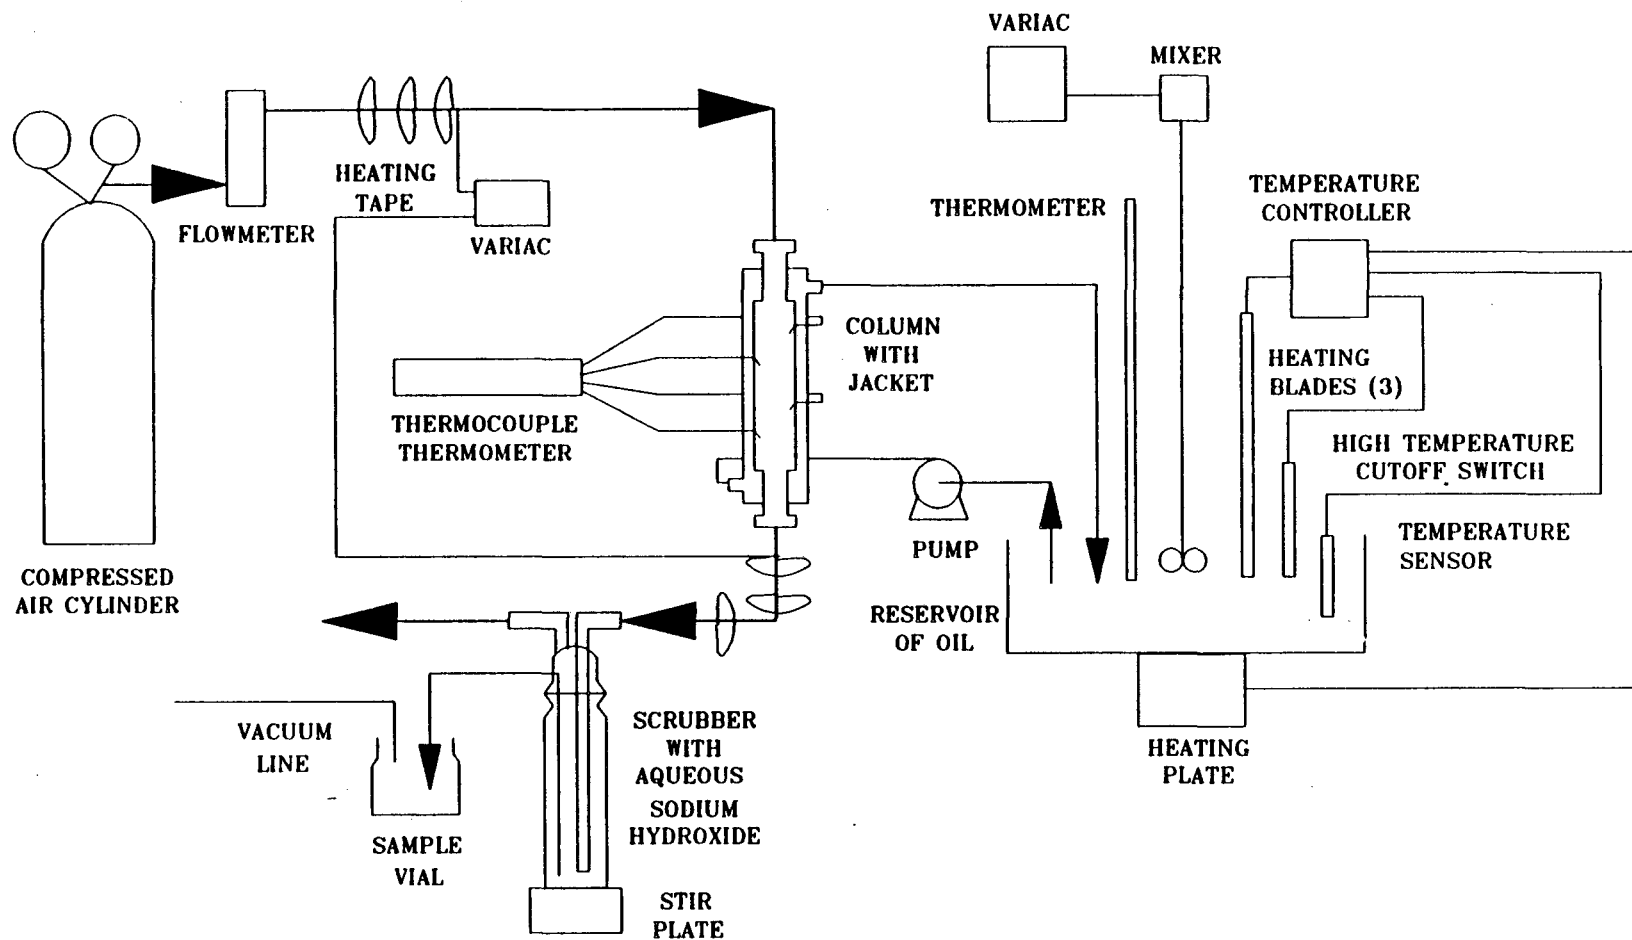 VARIAC
MIXER
HEATING
TAPE
FLOWMETER
VARIAC
THERMOMETER
TEMPERATURE
CONTROLLER
COLUMN
WITH
JACKET
HEATING
BLADES (3)
THERMOCOUPLE
THERMOMETER
HIGH TEMPERATURE
CUTOFF SWITCH
PUMP
TEMPERATURE
SENSOR
COMPRESSED
AIR CYLINDER
RESERVOIR
OF OIL
VACUUM
LINE
SCRUBBER
WITH
AQUEOUS
SODIUM
HYDROXIDE
HEATING
PLATE
SAMPLE
VIAL
STIR
PLATE